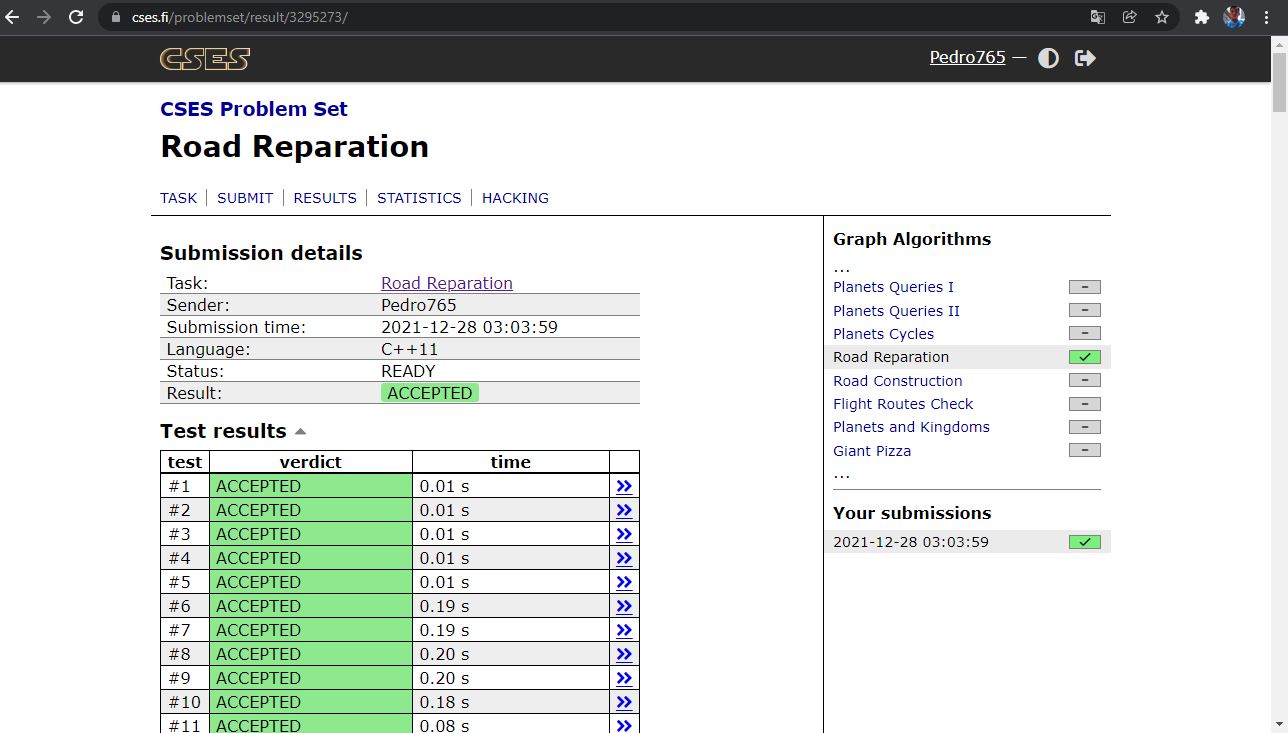 cses.fi/problemset/result/3295273/
CSES
Pedro765 —
CSES Problem Set
Road Reparation
TASK | SUBMIT | RESULTS | STATISTICS | HACKING
Submission details
Task: Road Reparation
Sender: Pedro765
Submission time: 2021-12-28 03:03:59
Language: C++11
Status: READY
Result: ACCEPTED
Test results
test verdict time
#1 ACCEPTED 0.01 s
#2 ACCEPTED 0.01 s
#3 ACCEPTED 0.01 s
#4 ACCEPTED 0.01 s
#5 ACCEPTED 0.01 s
#6 ACCEPTED 0.19 s
#7 ACCEPTED 0.19 s
#8 ACCEPTED 0.20 s
#9 ACCEPTED 0.20 s
#10 ACCEPTED 0.18 s
#11 ACCEPTED 0.08 s
Graph Algorithms
...
Planets Queries I
Planets Queries II
Planets Cycles
Road Reparation
Road Construction
Flight Routes Check
Planets and Kingdoms
Giant Pizza
...
Your submissions
2021-12-28 03:03:59